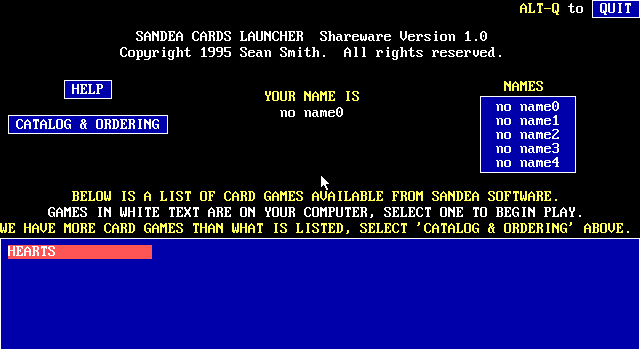 ALT-Q to QUIT
SANDEA CARDS LAUNCHER Shareware Version 1.0
Copyright 1995 Sean Smith. All rights reserved.
HELP
CATALOG & ORDERING
YOUR NAME IS
no name0
NAMES
no name0
no name1
no name2
no name3
no name4
BELOW IS A LIST OF CARD GAMES AVAILABLE FROM SANDEA SOFTWARE.
GAMES IN WHITE TEXT ARE ON YOUR COMPUTER, SELECT ONE TO BEGIN PLAY.
WE HAVE MORE CARD GAMES THAN WHAT IS LISTED, SELECT 'CATALOG & ORDERING' ABOVE.
HEARTS